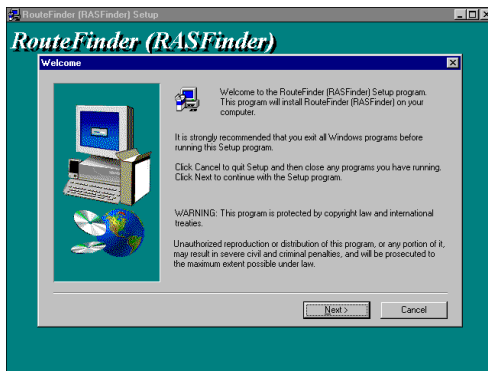 RouteFinder (RASFinder) Setup
RouteFinder (RASFinder)
Welcome
Welcome to the RouteFinder (RASFinder) Setup program.
This program will install RouteFinder (RASFinder) on your
computer.
It is strongly recommended that you exit all Windows programs before
running this Setup program.
Click Cancel to quit Setup and then close any programs you have running.
Click Next to continue with the Setup program.
WARNING: This program is protected by copyright law and international
treaties.
Unauthorized reproduction or distribution of this program, or any portion of it,
may result in severe civil and criminal penalties, and will be prosecuted to
the maximum extent possible under law.
Next >
Cancel